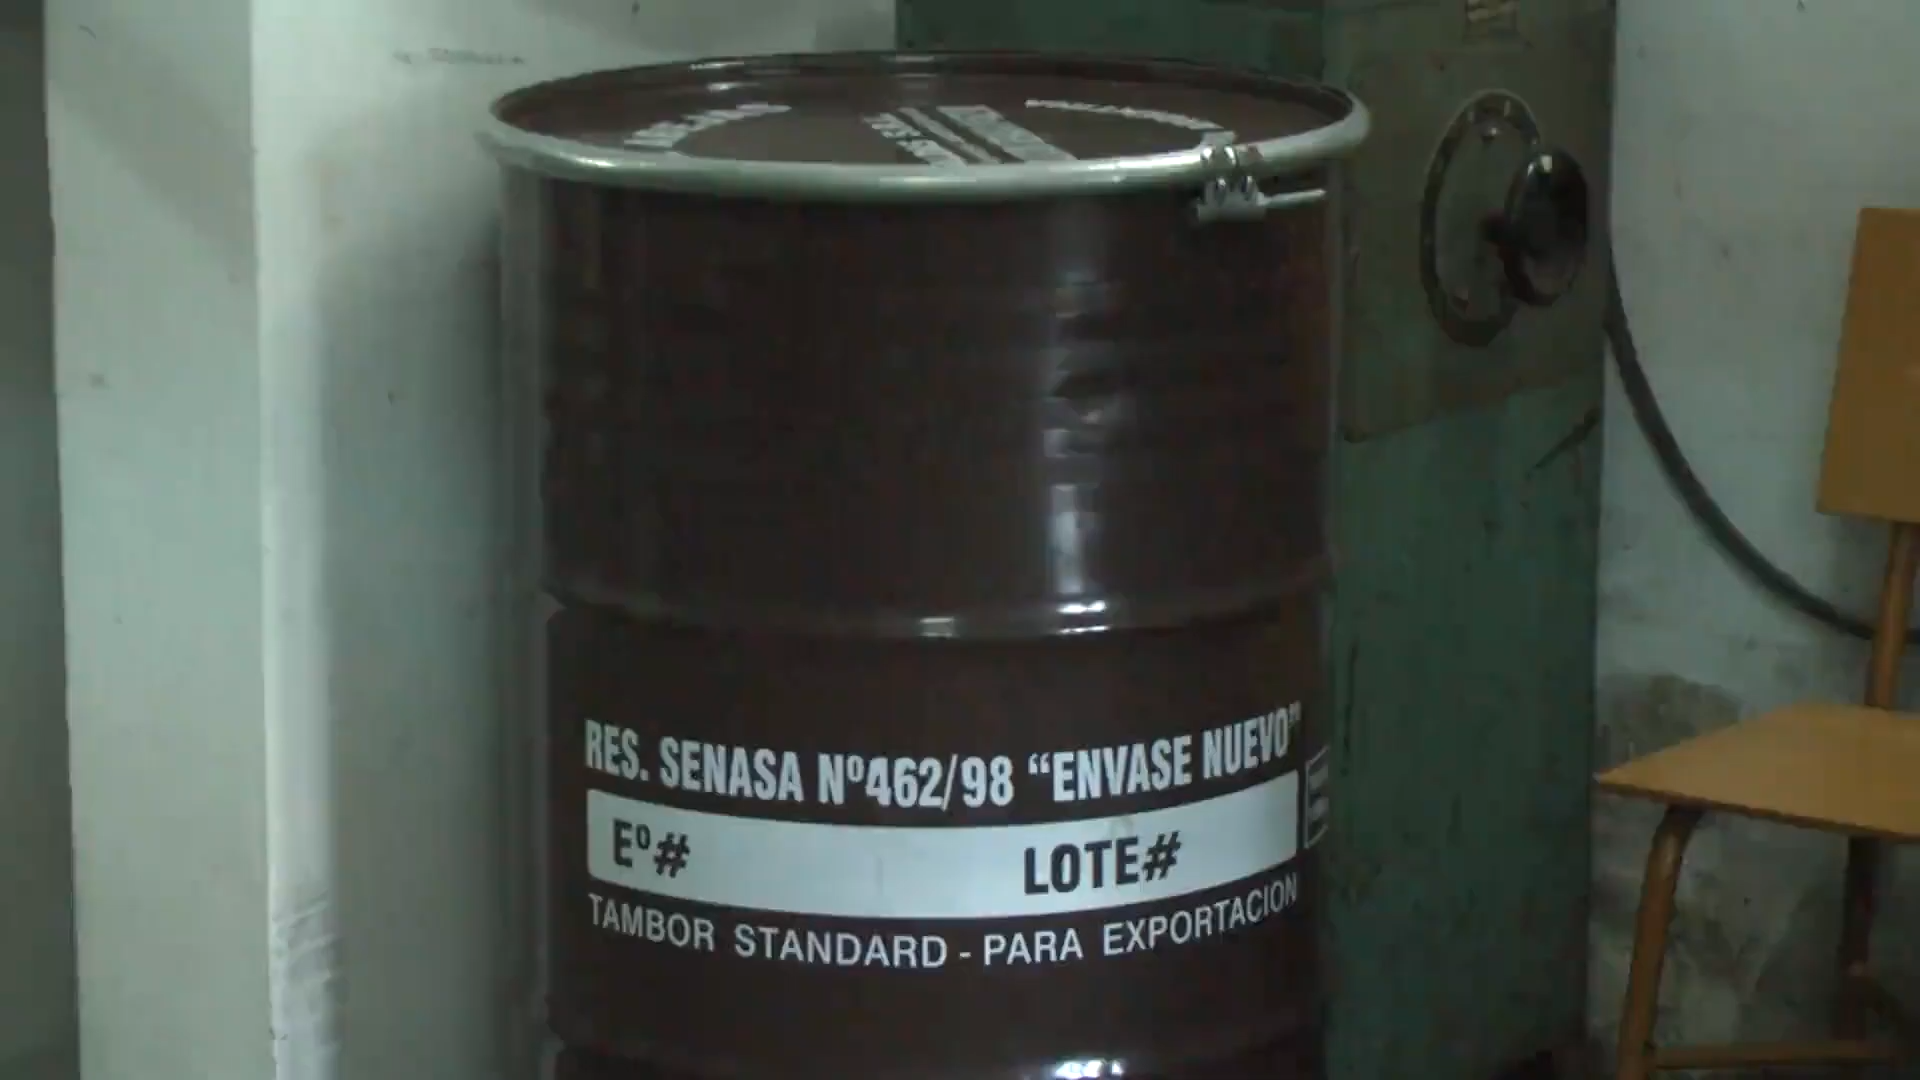 RES. SENASA Nº462/98 “ENVASE NUEVO”
Eº# LOTE#
TAMBOR STANDARD - PARA EXPORTACION